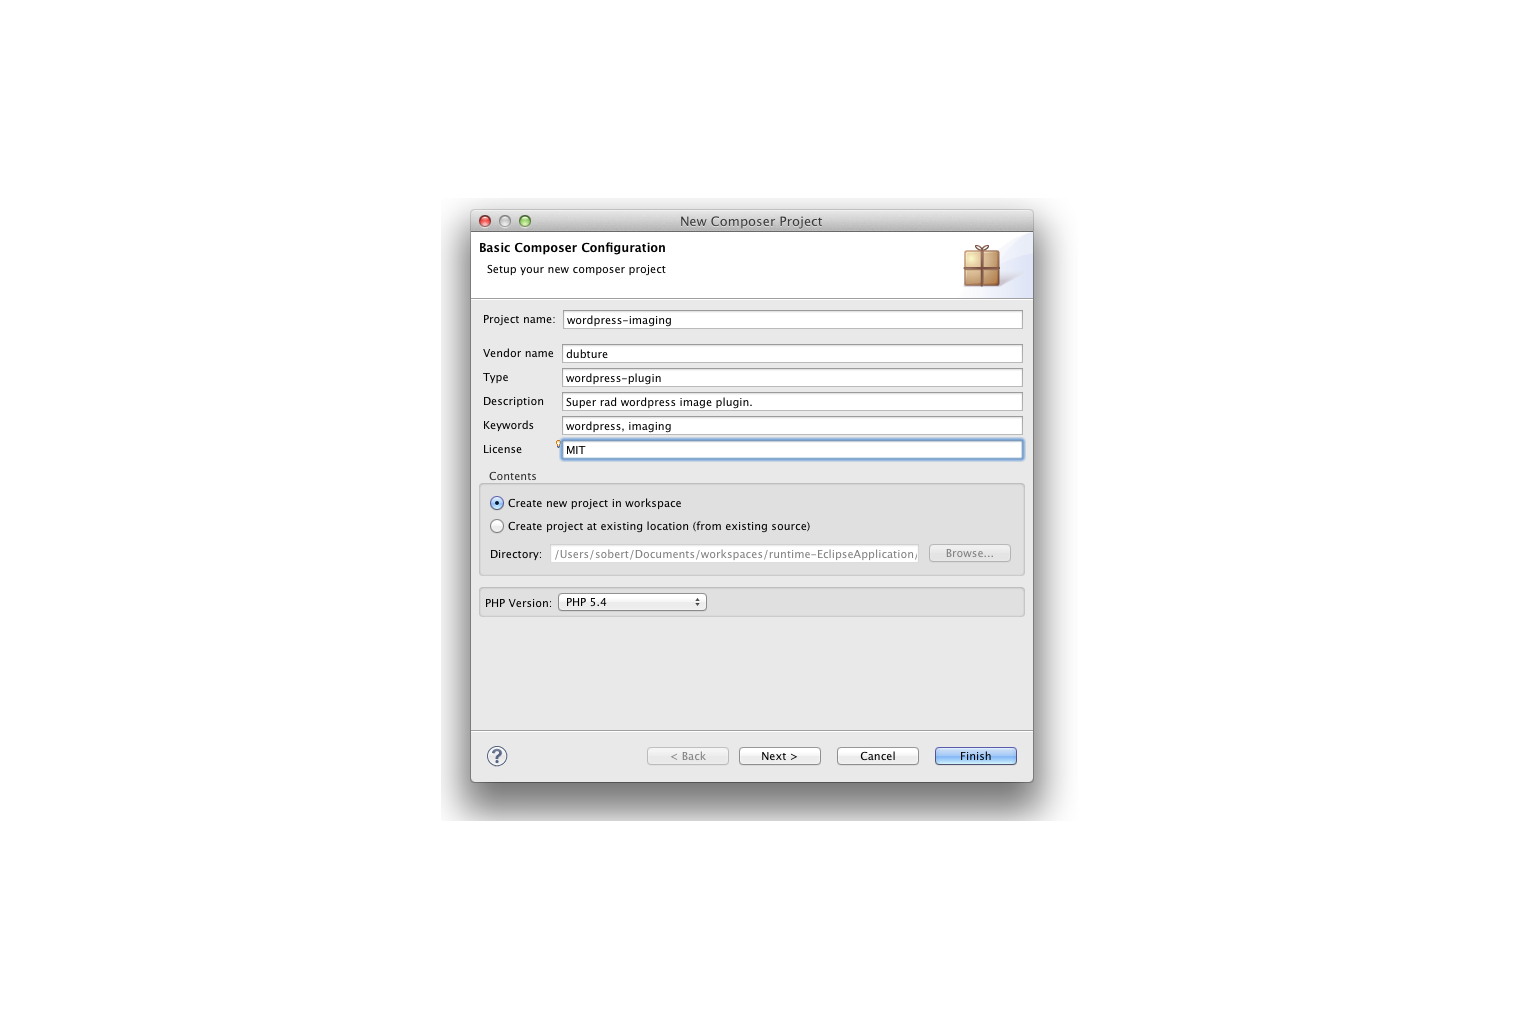 New Composer Project
Basic Composer Configuration
Setup your new composer project
Project name: wordpress-imaging
Vendor name dubture
Type wordpress-plugin
Description Super rad wordpress image plugin.
Keywords wordpress, imaging
License MIT
Contents
Create new project in workspace
Create project at existing location (from existing source)
Directory: /Users/sobert/Documents/workspaces/runtime-EclipseApplication/ Browse...
PHP Version: PHP 5.4
? < Back Next > Cancel Finish